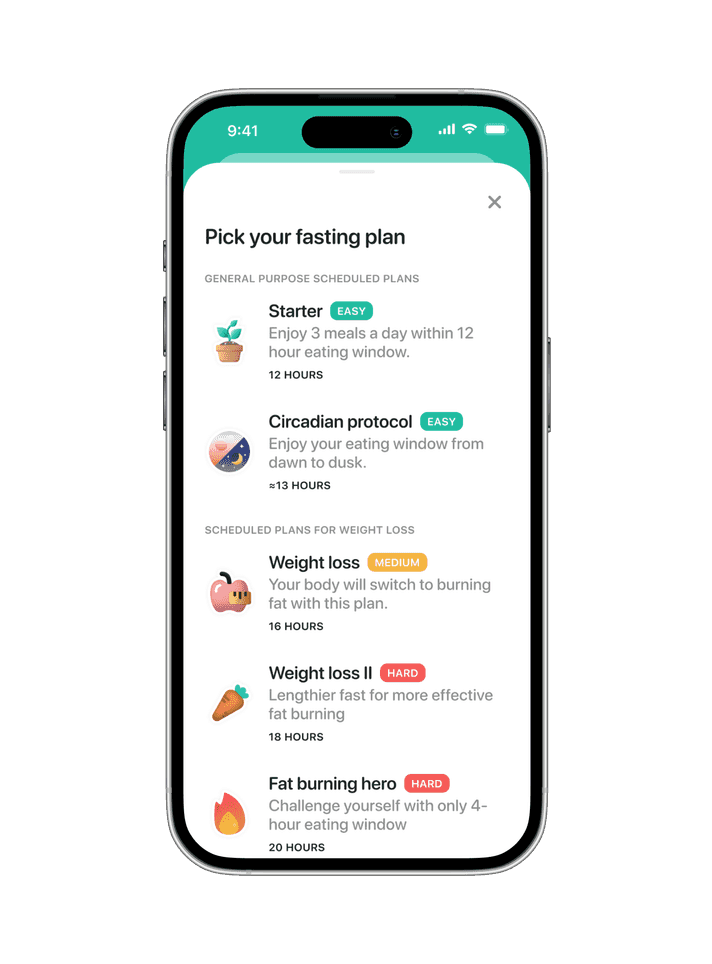 9:41
Pick your fasting plan
GENERAL PURPOSE SCHEDULED PLANS
Starter EASY
Enjoy 3 meals a day within 12
hour eating window.
12 HOURS
Circadian protocol EASY
Enjoy your eating window from
dawn to dusk.
≈13 HOURS
SCHEDULED PLANS FOR WEIGHT LOSS
Weight loss MEDIUM
Your body will switch to burning
fat with this plan.
16 HOURS
Weight loss II HARD
Lengthier fast for more effective
fat burning
18 HOURS
Fat burning hero HARD
Challenge yourself with only 4-
hour eating window
20 HOURS